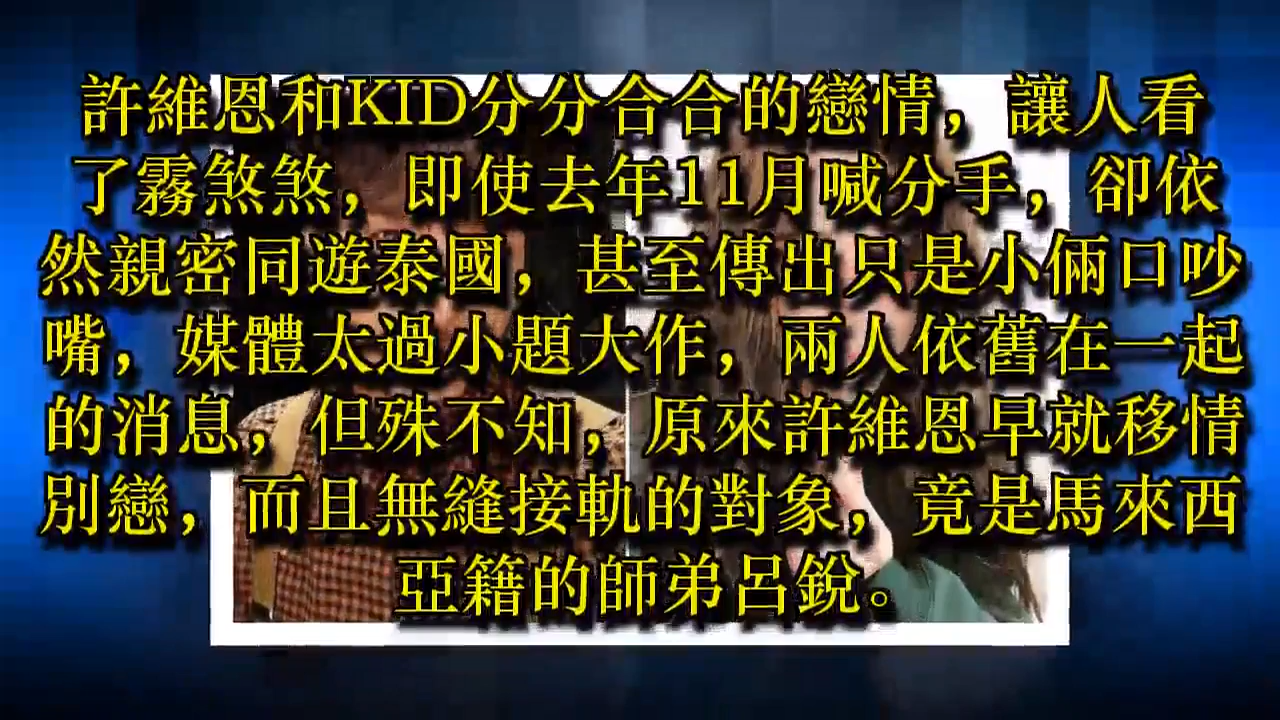 許維恩和KID分分合合的戀情，讓人看
了霧煞煞，即使去年11月喊分手，卻依
然親密同遊泰國，甚至傳出只是小倆口吵
嘴，媒體太過小題大作，兩人依舊在一起
的消息，但殊不知，原來許維恩早就移情
別戀，而且無縫接軌的對象，竟是馬來西
亞籍的師弟呂銳。